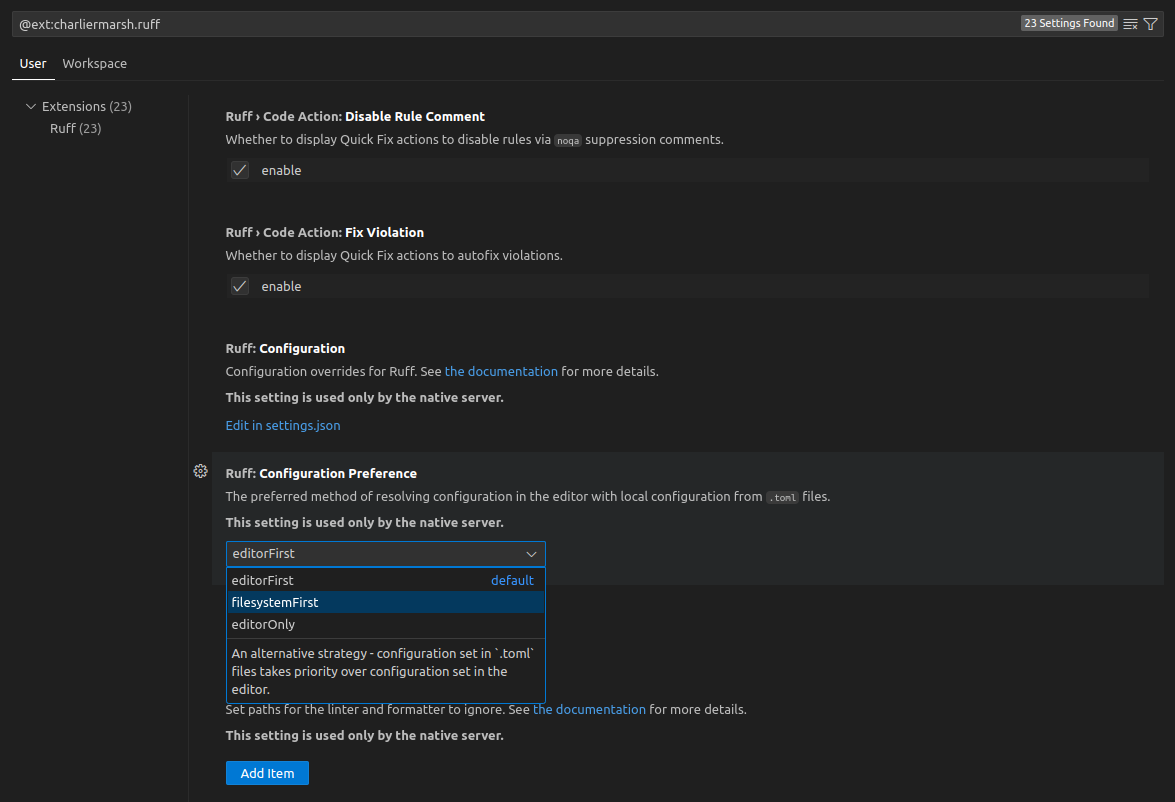 @ext:charliermarsh.ruff
23 Settings Found
User
Workspace
Extensions (23)
Ruff (23)
Ruff › Code Action: Disable Rule Comment
Whether to display Quick Fix actions to disable rules via noqa suppression comments.
enable
Ruff › Code Action: Fix Violation
Whether to display Quick Fix actions to autofix violations.
enable
Ruff: Configuration
Configuration overrides for Ruff. See the documentation for more details.
This setting is used only by the native server.
Edit in settings.json
Ruff: Configuration Preference
The preferred method of resolving configuration in the editor with local configuration from .toml files.
This setting is used only by the native server.
editorFirst
editorFirst default
filesystemFirst
editorOnly
An alternative strategy - configuration set in `.toml`
files takes priority over configuration set in the
editor.
Set paths for the linter and formatter to ignore. See the documentation for more details.
This setting is used only by the native server.
Add Item